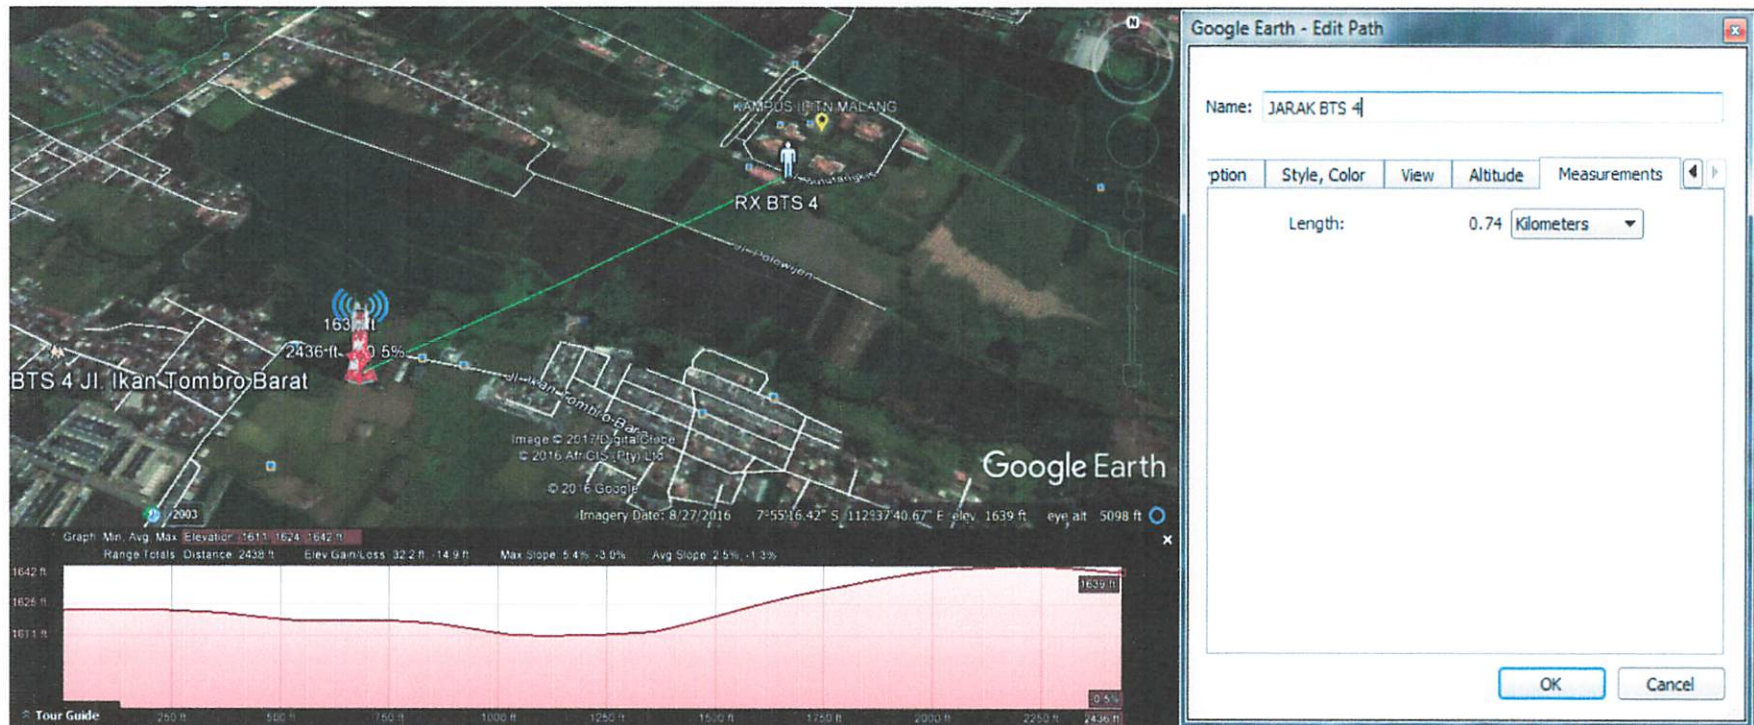 N
KAMPUS II ITN MALANG
RX BTS 4
Jl. Polowijen
2436 ft
0.5%
BTS 4 Jl. Ikan Tombro Barat
Jl. Ikan Tombro Bara
Image © 2017 DigitalGlobe
© 2016 AfriGIS (Pty) Ltd.
© 2016 Google
Google Earth
2003
Imagery Date: 8/27/2016 7°55'16.42" S 112°37'40.67" E elev 1639 ft eye alt 5098 ft
Graph: Min, Avg, Max Elevation: 1611, 1624, 1642 ft
Range Totals: Distance: 2438 ft Elev Gain/Loss: 32.2 ft, -14.9 ft Max Slope: 5.4%, -3.0% Avg Slope: 2.5%, -1.3%
1642 ft
1625 ft
1611 ft
1639 ft
0.5%
Tour Guide
250 ft 500 ft 750 ft 1000 ft 1250 ft 1500 ft 1750 ft 2000 ft 2250 ft 2436 ft
Google Earth - Edit Path
Name: JARAK BTS 4
ption Style, Color View Altitude Measurements
Length: 0.74 Kilometers
OK Cancel